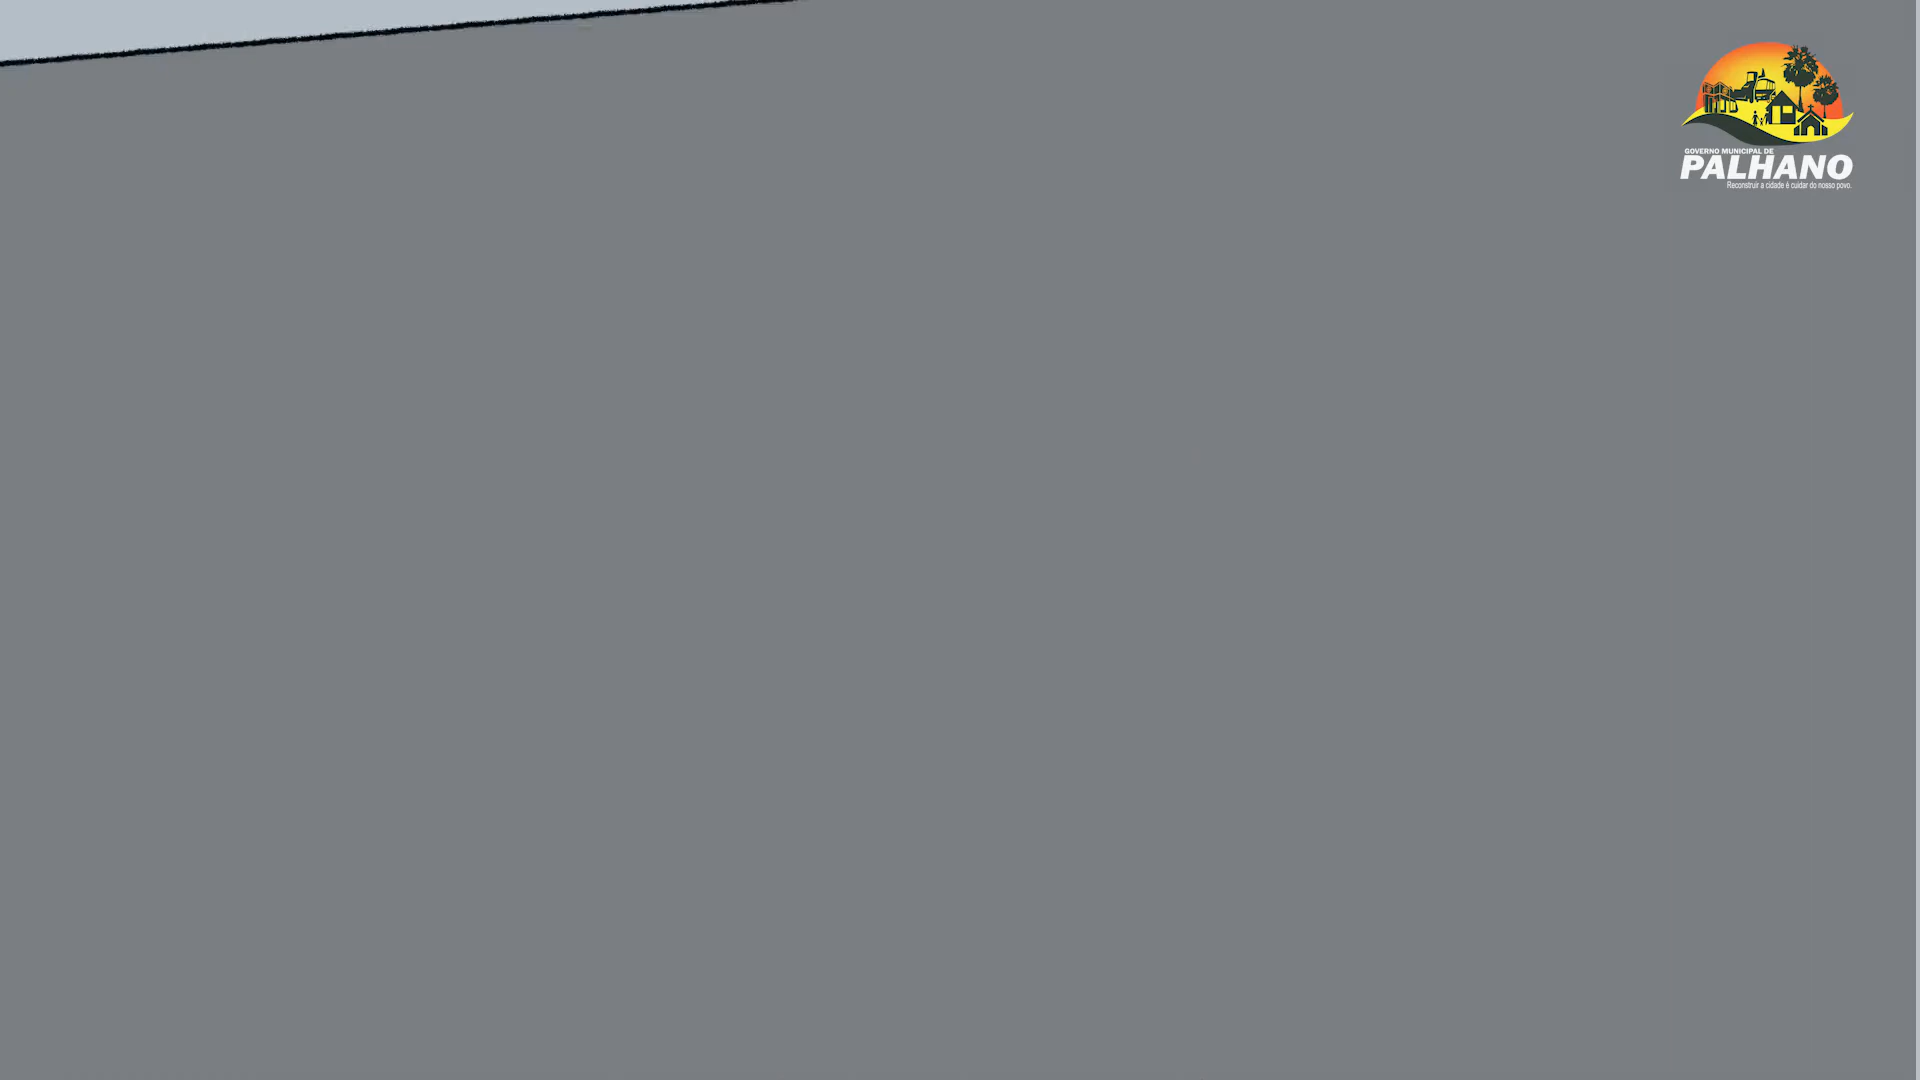 GOVERNO MUNICIPAL DE
PALHANO
Reconstruir a cidade é cuidar do nosso povo.